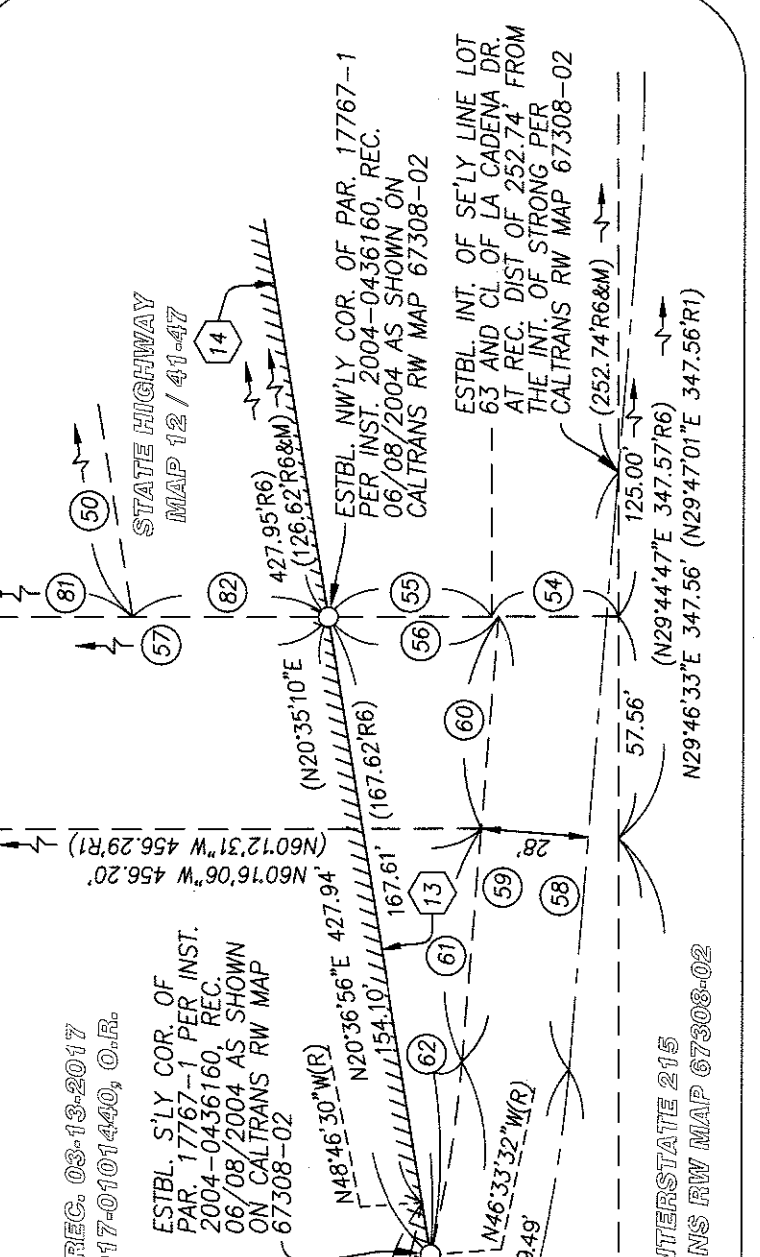 REC. 03-13-2017
17-0101440, O.R.
ESTBL. S'LY COR. OF
PAR. 17767-1 PER INST.
2004-0436160, REC.
06/08/2004 AS SHOWN
ON CALTRANS RW MAP
67308-02
N48°46'30"W(R)
N20°36'56"E 427.94'
154.10'
62
N46°33'32"W(R)
9.49'
INTERSTATE 215
NS RW MAP 67308-02
N60°16'06"W 456.20'
(N60°12'31"W 456.29'R1)
167.61'
(167.62'R6)
13
61
59
58
28'
60
57.56'
(N20°35'10"E
427.95'R6)
(126.62'R6&M)
57
81
50
82
STATE HIGHWAY
MAP 12 / 41-47
14
56
55
54
ESTBL. NW'LY COR. OF PAR. 17767-1
PER INST. 2004-0436160, REC.
06/08/2004 AS SHOWN ON
CALTRANS RW MAP 67308-02
ESTBL. INT. OF SE'LY LINE LOT
63 AND CL OF LA CADENA DR.
AT REC. DIST OF 252.74' FROM
THE INT. OF STRONG PER
CALTRANS RW MAP 67308-02
(252.74'R6&M)
125.00'
(N29°44'47"E 347.57'R6)
N29°46'33"E 347.56' (N29°47'01"E 347.56'R1)